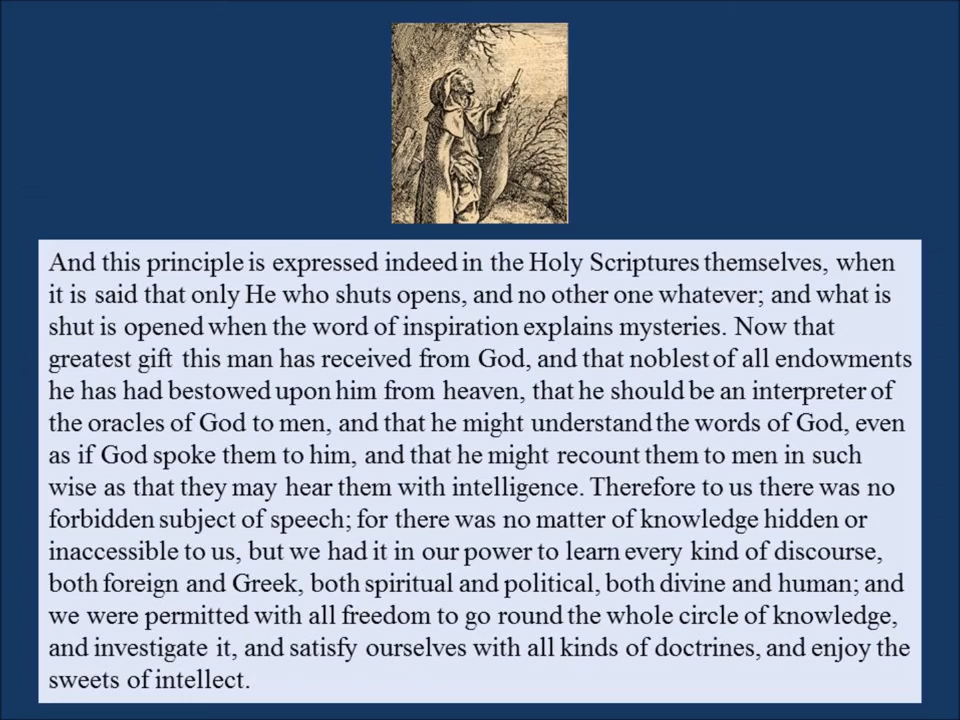 And this principle is expressed indeed in the Holy Scriptures themselves, when
it is said that only He who shuts opens, and no other one whatever; and what is
shut is opened when the word of inspiration explains mysteries. Now that
greatest gift this man has received from God, and that noblest of all endowments
he has had bestowed upon him from heaven, that he should be an interpreter of
the oracles of God to men, and that he might understand the words of God, even
as if God spoke them to him, and that he might recount them to men in such
wise as that they may hear them with intelligence. Therefore to us there was no
forbidden subject of speech; for there was no matter of knowledge hidden or
inaccessible to us, but we had it in our power to learn every kind of discourse,
both foreign and Greek, both spiritual and political, both divine and human; and
we were permitted with all freedom to go round the whole circle of knowledge,
and investigate it, and satisfy ourselves with all kinds of doctrines, and enjoy the
sweets of intellect.